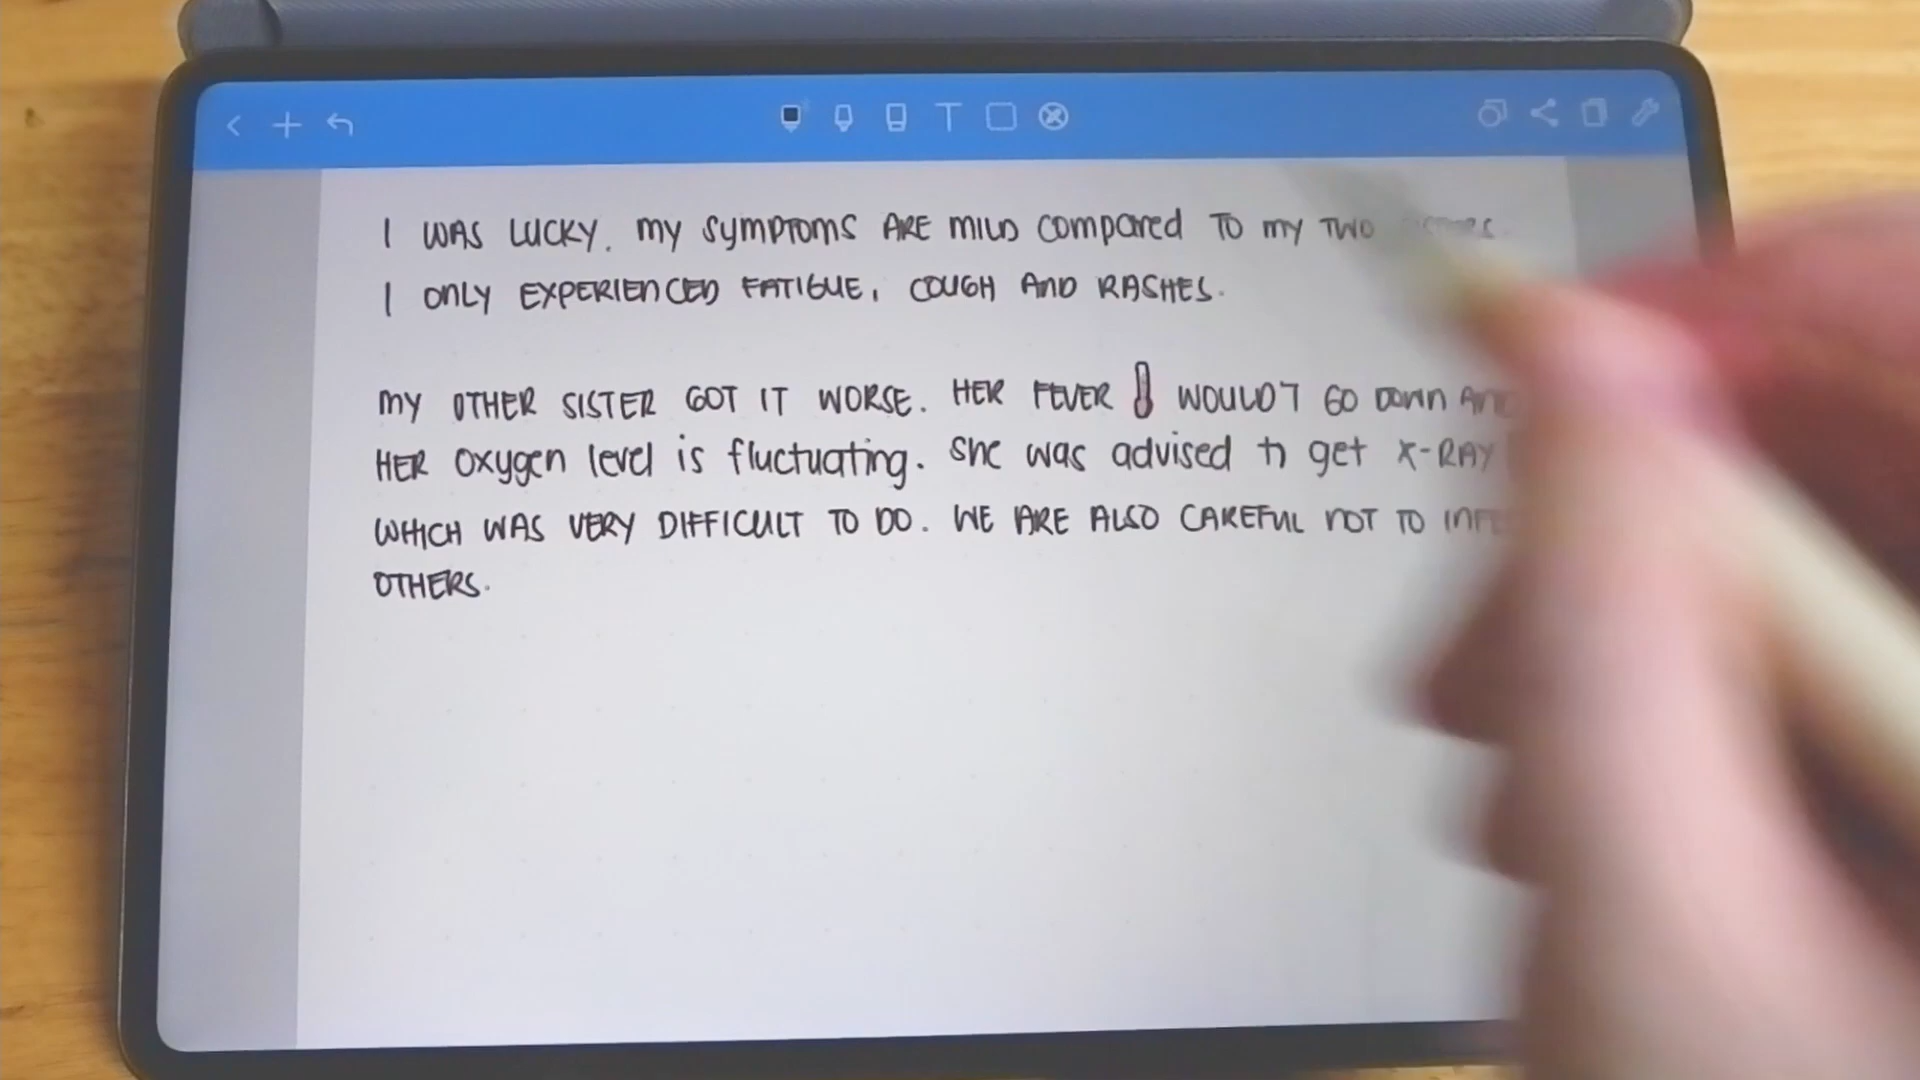 I WAS LUCKY. MY SYMPTOMS ARE MILD COMPARED TO MY TWO
I ONLY EXPERIENCED FATIGUE, COUGH AND RASHES.
MY OTHER SISTER GOT IT WORSE. HER FEVER WOULD'T GO DOWN AND
HER oxygen level is fluctuating. She was advised to get X-RAY
WHICH WAS VERY DIFFICULT TO DO. WE ARE ALSO CAREFUL NOT TO
OTHERS.